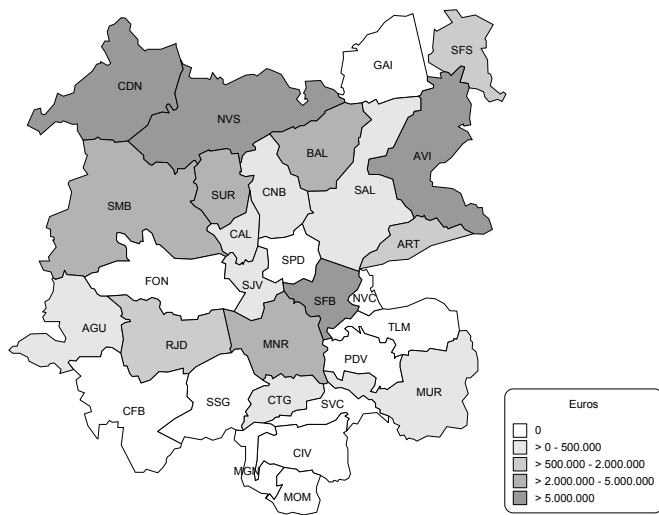 SFS
GAI
CDN
NVS
BAL
AVI
SUR
CNB
SAL
SMB
CAL
ART
SPD
FON
SJV
SFB
NVC
AGU
TLM
RJD
MNR
PDV
MUR
SSG
CTG
SVC
CFB
CIV
MGN
MOM
Euros
0
> 0 - 500.000
> 500.000 - 2.000.000
> 2.000.000 - 5.000.000
> 5.000.000